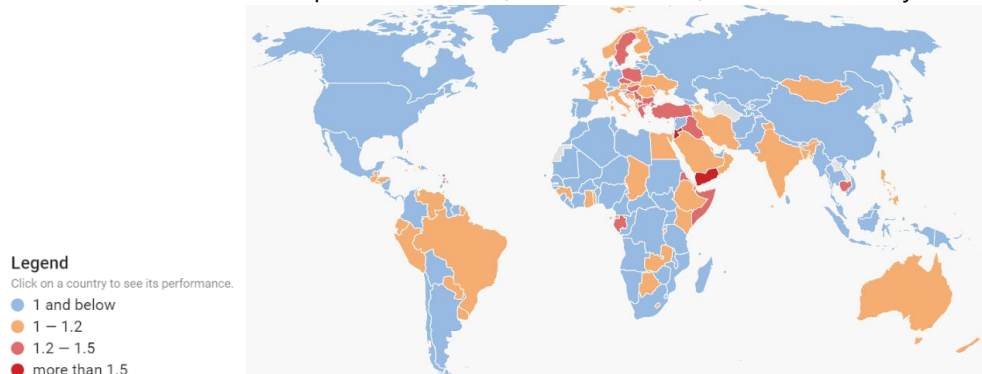 Legend
Click on a country to see its performance.
1 and below
1 – 1.2
1.2 – 1.5
more than 1.5